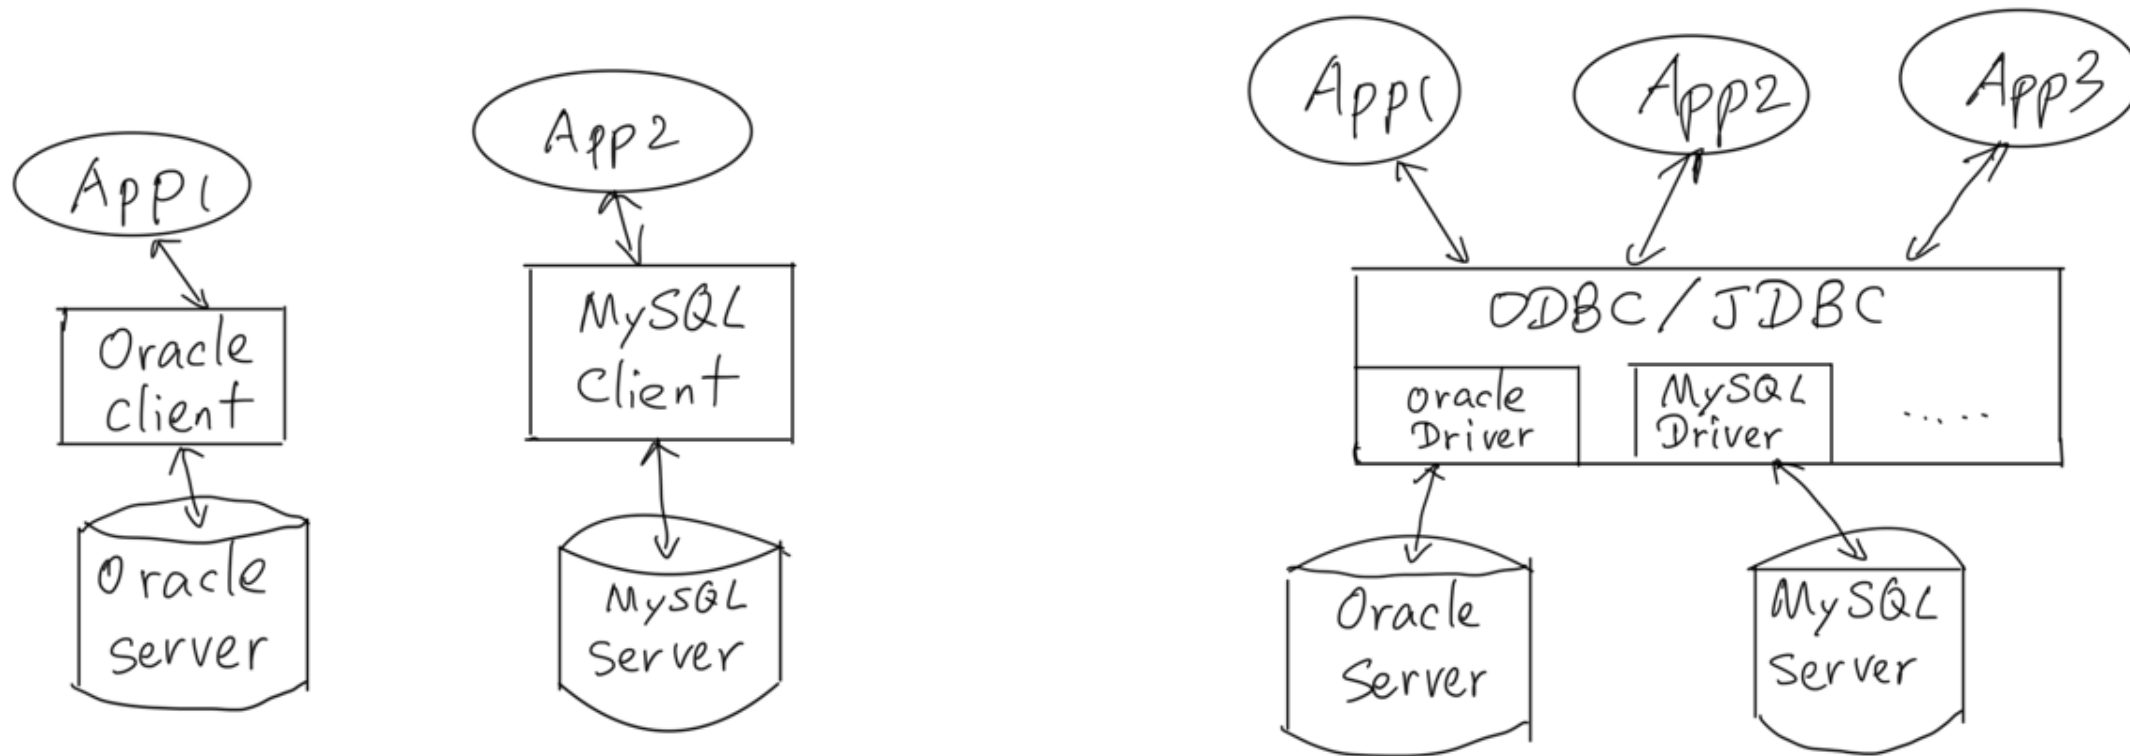 App1
Oracle
client
Oracle
server
App2
MySQL
Client
MySQL
Server
App1
App2
App3
ODBC/JDBC
oracle
Driver
MySQL
Driver
.....
Oracle
Server
MySQL
Server